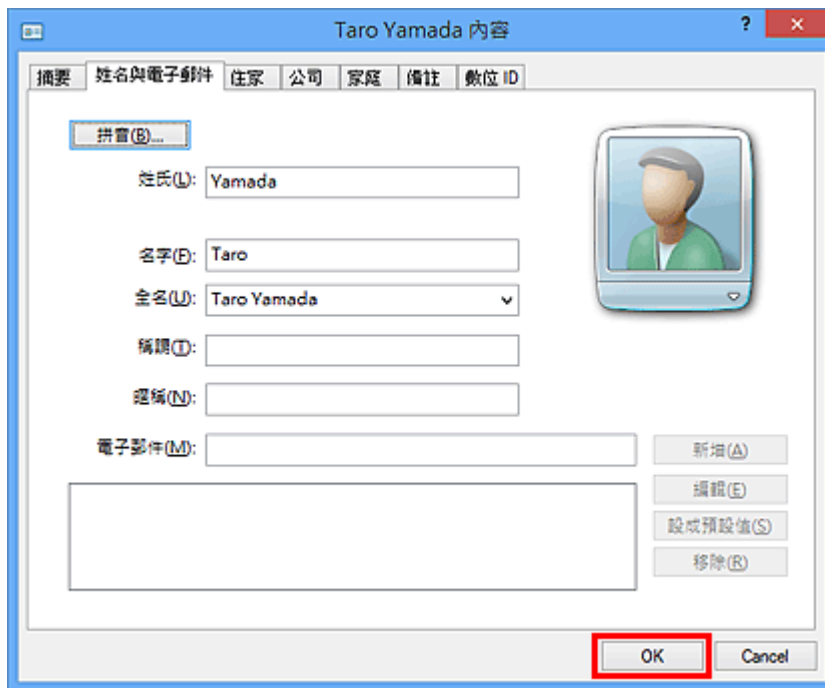 Taro Yamada 內容
?
摘要 姓名與電子郵件 住家 公司 家庭 備註 數位 ID
拼音(B)...
姓氏(L): Yamada
名字(F): Taro
全名(U): Taro Yamada
稱謂(T):
暱稱(N):
電子郵件(M):
新增(A)
編輯(E)
設成預設值(S)
移除(R)
OK Cancel